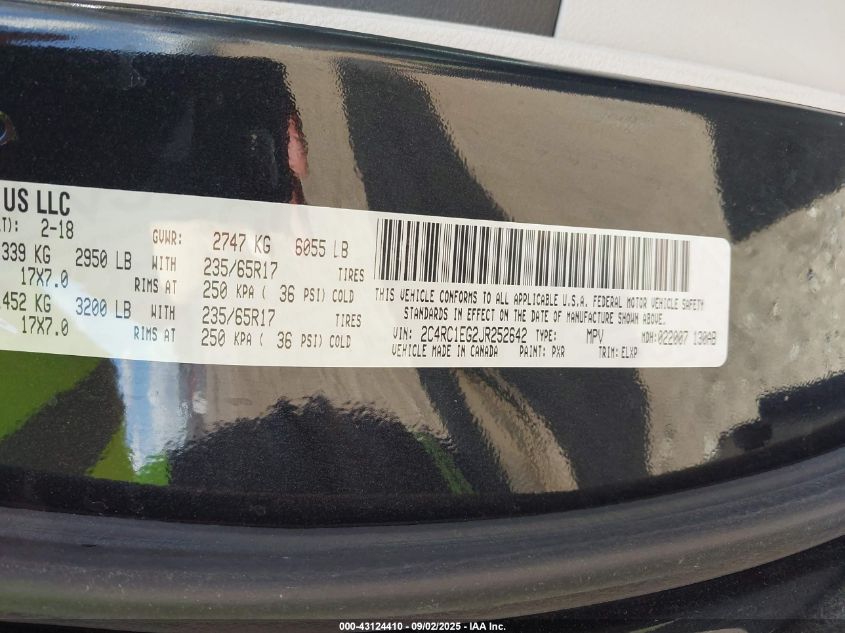 US LLC
T): 2-18
GVWR: 2747 KG 6055 LB
339 KG 2950 LB WITH 235/65R17 TIRES
17X7.0 RIMS AT 250 KPA ( 36 PSI) COLD
452 KG 3200 LB WITH 235/65R17 TIRES
17X7.0 RIMS AT 250 KPA ( 36 PSI) COLD
THIS VEHICLE CONFORMS TO ALL APPLICABLE U.S.A. FEDERAL MOTOR VEHICLE SAFETY
STANDARDS IN EFFECT ON THE DATE OF MANUFACTURE SHOWN ABOVE.
VIN: 2C4RC1EG2JR252642 TYPE: MPV MDH:022007 130AB
VEHICLE MADE IN CANADA PAINT: PXR TRIM: ELXP
000-43124410 - 09/02/2025 - IAA Inc.